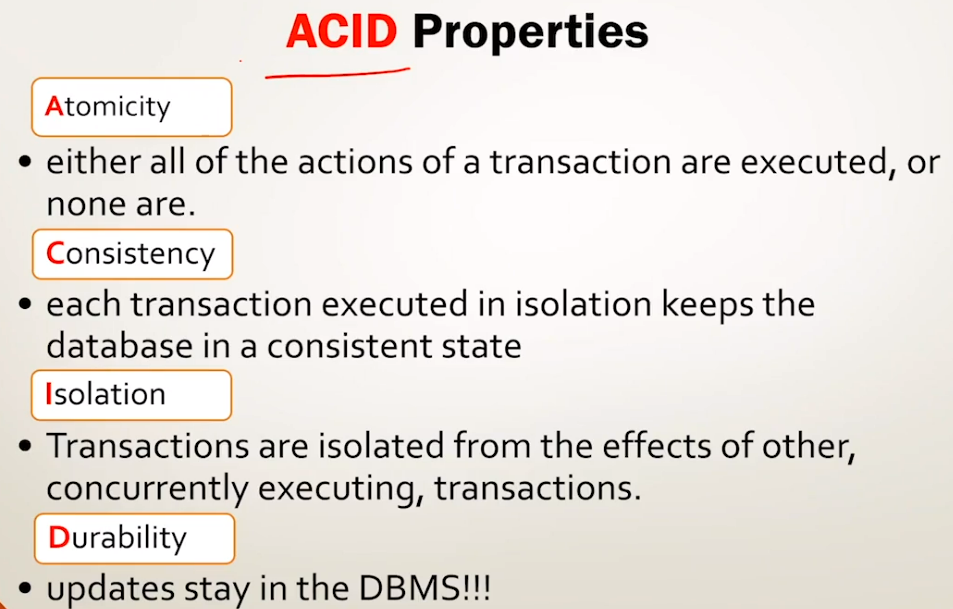 ACID Properties
Atomicity
• either all of the actions of a transaction are executed, or
none are.
Consistency
• each transaction executed in isolation keeps the
database in a consistent state
Isolation
• Transactions are isolated from the effects of other,
concurrently executing, transactions.
Durability
• updates stay in the DBMS!!!